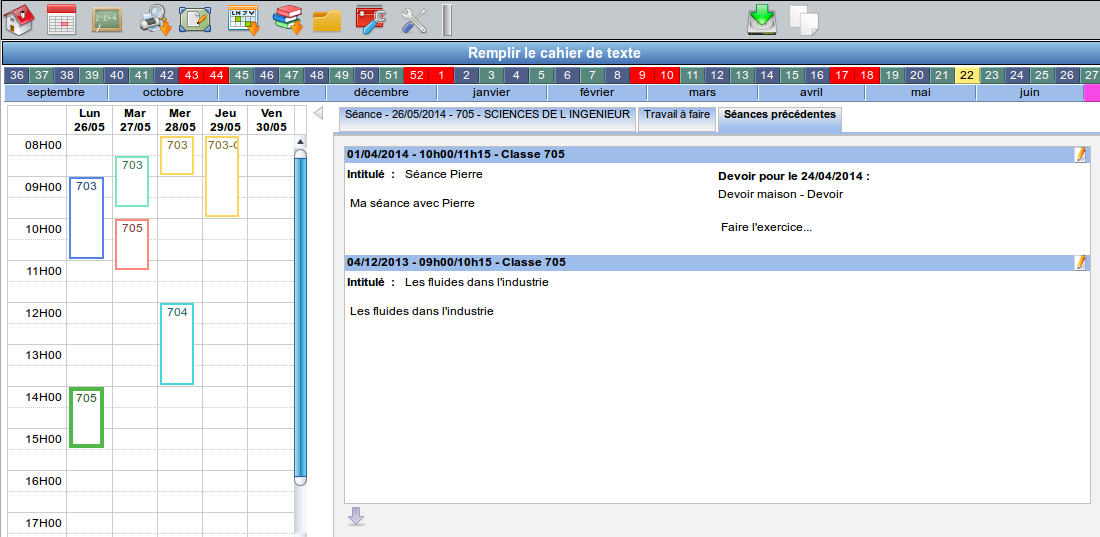 Remplir le cahier de texte
36 37 38 39 40 41 42 43 44 45 46 47 48 49 50 51 52 1 2 3 4 5 6 7 8 9 10 11 12 13 14 15 16 17 18 19 20 21 22 23 24 25 26 27
septembre octobre novembre décembre janvier février mars avril mai juin
Lun Mar Mer Jeu Ven
26/05 27/05 28/05 29/05 30/05
08H00
09H00
10H00
11H00
12H00
13H00
14H00
15H00
16H00
17H00
703
703
705
703
703-
704
705
Séance - 26/05/2014 - 705 - SCIENCES DE L INGENIEUR
Travail à faire
Séances précédentes
01/04/2014 - 10h00/11h15 - Classe 705
Intitulé : Séance Pierre
Ma séance avec Pierre
Devoir pour le 24/04/2014 :
Devoir maison - Devoir
Faire l'exercice...
04/12/2013 - 09h00/10h15 - Classe 705
Intitulé : Les fluides dans l'industrie
Les fluides dans l'industrie